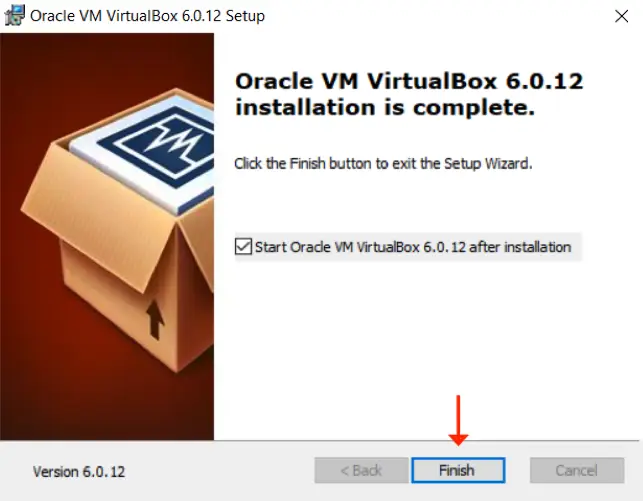 Oracle VM VirtualBox 6.0.12 Setup
Oracle VM VirtualBox 6.0.12
installation is complete.
Click the Finish button to exit the Setup Wizard.
Start Oracle VM VirtualBox 6.0.12 after installation
Version 6.0.12
< Back
Finish
Cancel